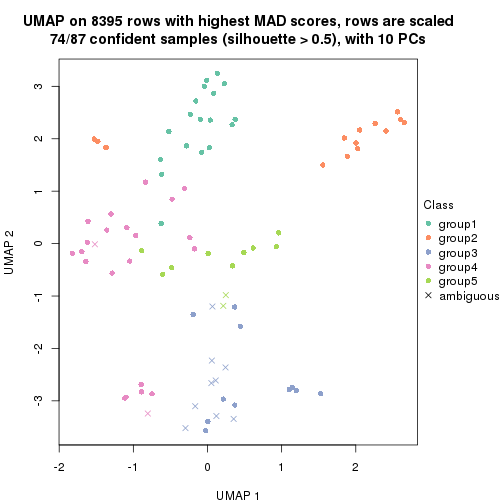 UMAP on 8395 rows with highest MAD scores, rows are scaled
74/87 confident samples (silhouette > 0.5), with 10 PCs
3
2
1
0
-1
-2
-3
UMAP 2
-2
-1
0
1
2
UMAP 1
Class
group1
group2
group3
group4
group5
ambiguous